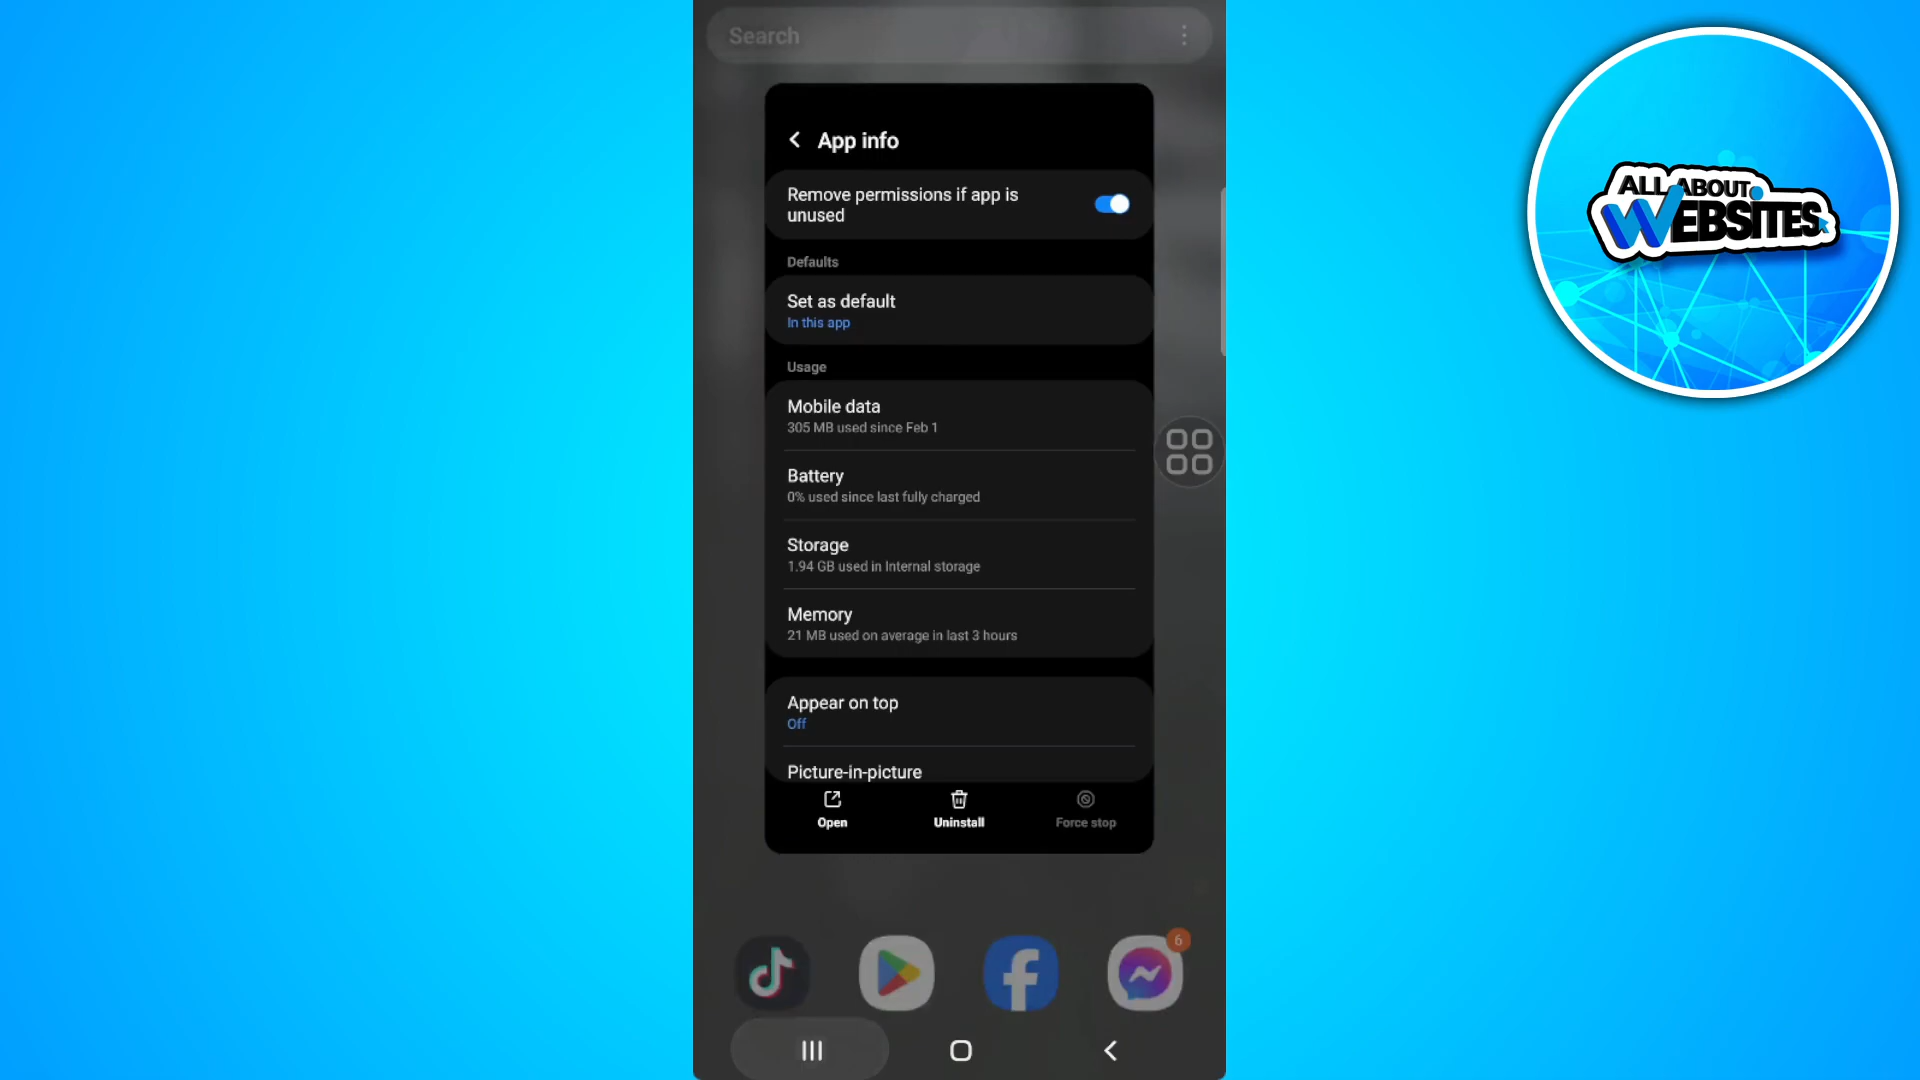 Search
App info
Remove permissions if app is
unused
Defaults
Set as default
In this app
Usage
Mobile data
305 MB used since Feb 1
Battery
0% used since last fully charged
Storage
1.94 GB used in Internal storage
Memory
21 MB used on average in last 3 hours
Appear on top
Off
Picture-in-picture
Open
Uninstall
Force stop
6
ALL ABOUT
WEBSITES